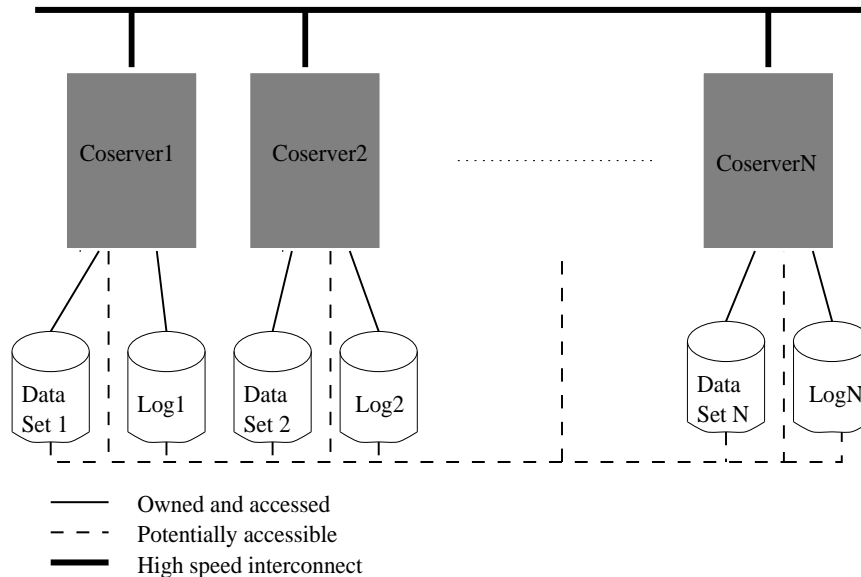 Coserver1
Coserver2
CoserverN
Data
Set 1
Log1
Data
Set 2
Log2
Data
Set N
LogN
Owned and accessed
Potentially accessible
High speed interconnect